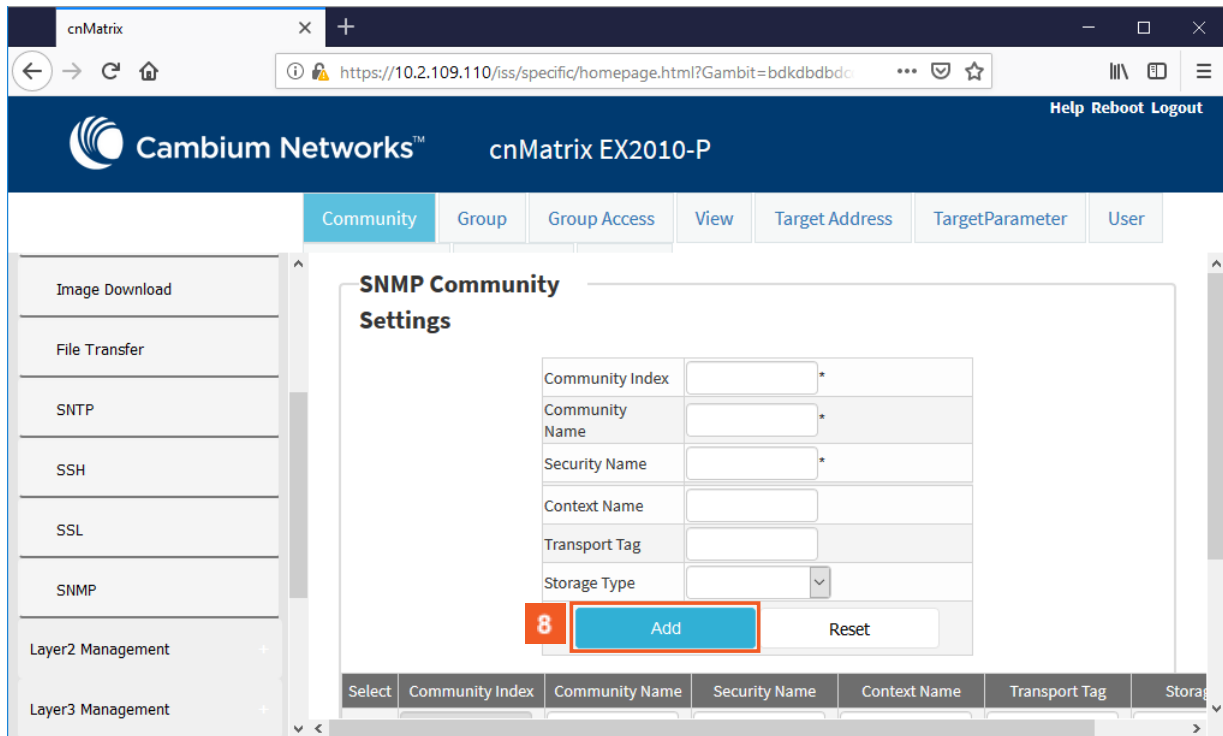 cnMatrix
https://10.2.109.110/iss/specific/homepage.html?Gambit=bdkdbdbdc
Help Reboot Logout
Cambium Networks™ cnMatrix EX2010-P
Community Group Group Access View Target Address TargetParameter User
Image Download
File Transfer
SNTP
SSH
SSL
SNMP
Layer2 Management +
Layer3 Management +
SNMP Community
Settings
Community Index *
Community
Name *
Security Name *
Context Name
Transport Tag
Storage Type
8 Add Reset
Select Community Index Community Name Security Name Context Name Transport Tag Storag